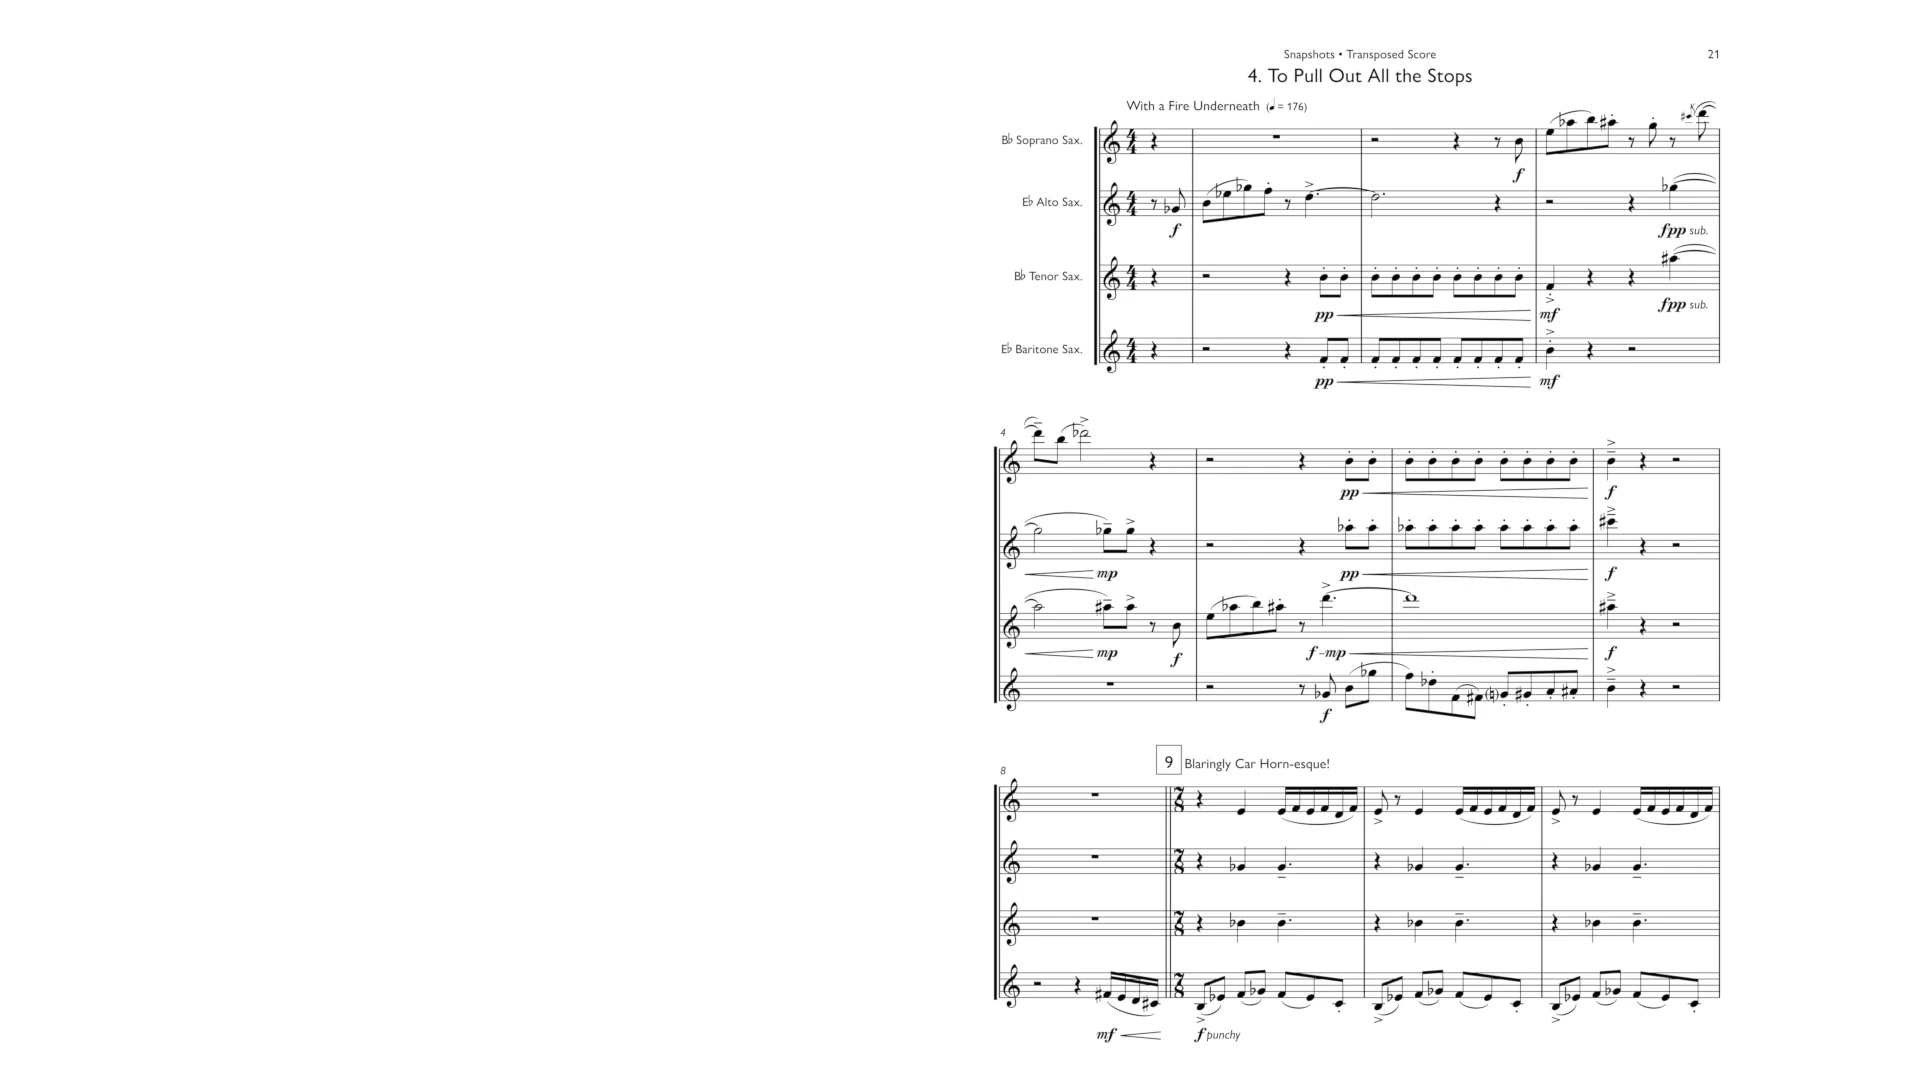 Snapshots • Transposed Score 21
4. To Pull Out All the Stops
With a Fire Underneath (♩ = 176)
B♭ Soprano Sax.
f
E♭ Alto Sax.
f fpp sub.
B♭ Tenor Sax.
pp mf fpp sub.
E♭ Baritone Sax.
pp mf
4
pp f
mp pp f
mp f f–mp f
f
8
9 Blaringly Car Horn-esque!
mf f punchy